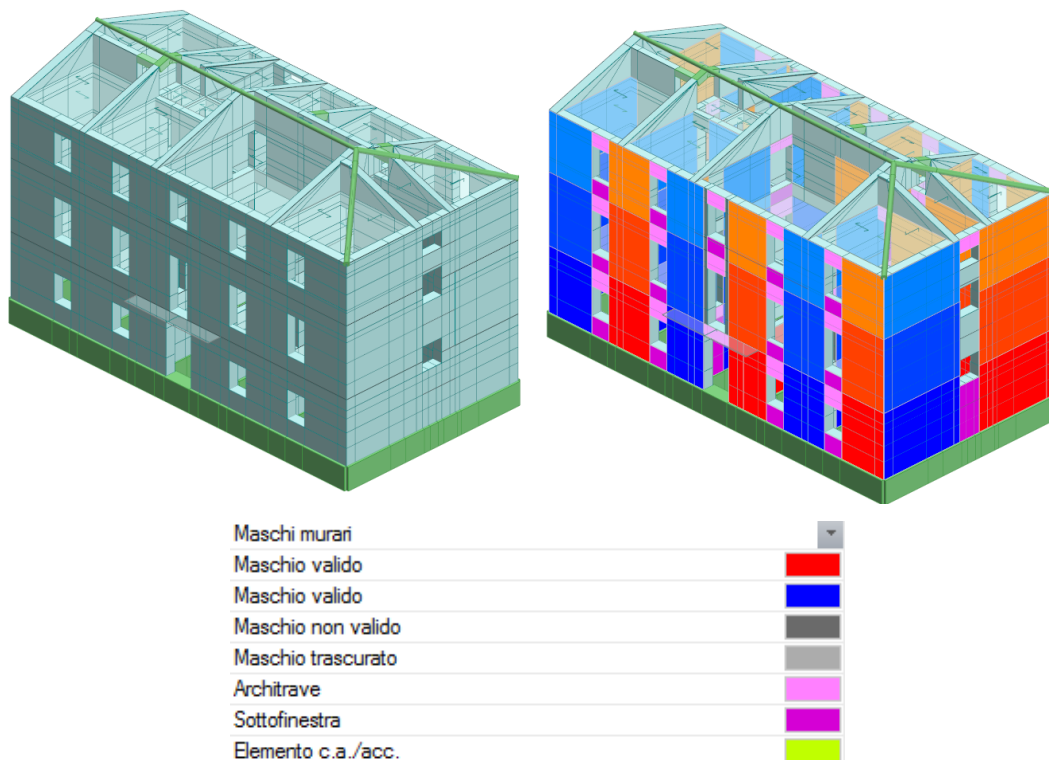 Maschi murari
Maschio valido
Maschio valido
Maschio non valido
Maschio trascurato
Architrave
Sottofinestra
Elemento c.a./acc.